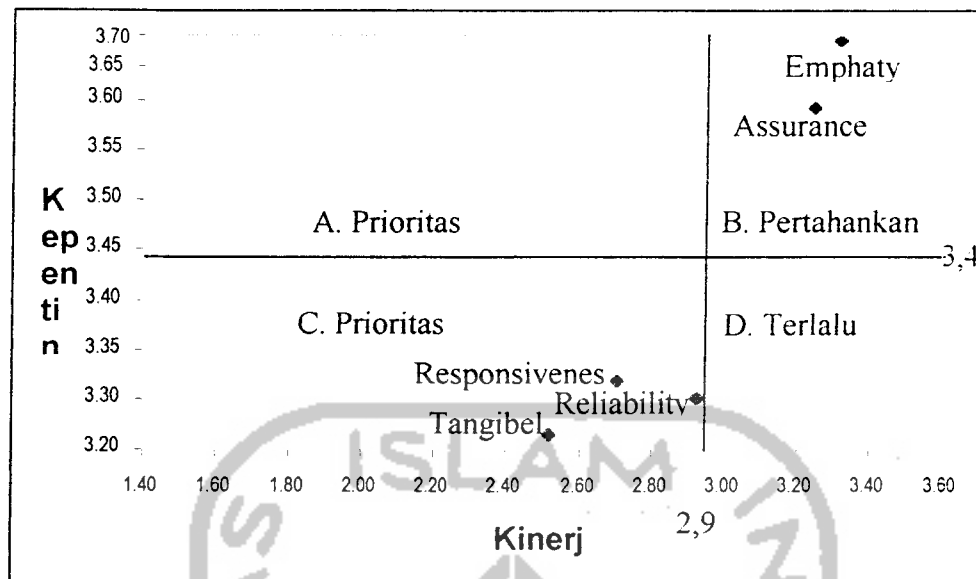 3.70
3.65
3.60
3.55
3.50
3.45
3.40
3.35
3.30
3.20
K
ep
en
ti
n
Emphaty
Assurance
A. Prioritas
B. Pertahankan
3,4
C. Prioritas
D. Terlalu
Responsivenes
Reliability
Tangibel
1.40 1.60 2.00 2.20 2.40 2.60 2.80 3.00 3.20 3.40 3.60
2,9
Kinerj
ISLAM